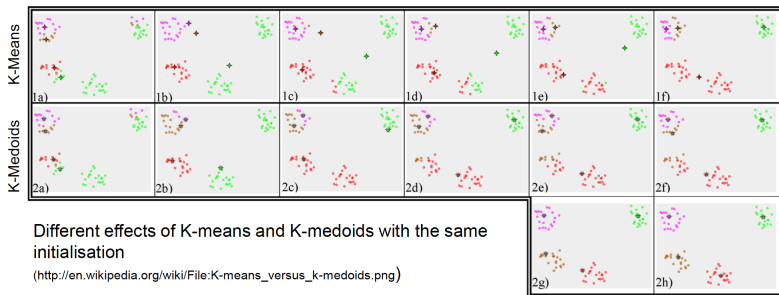 K-Means
1a)
1b)
1c)
1d)
1e)
1f)
K-Medoids
2a)
2b)
2c)
2d)
2e)
2f)
2g)
2h)
Different effects of K-means and K-medoids with the same
initialisation
(http://en.wikipedia.org/wiki/File:K-means_versus_k-medoids.png)